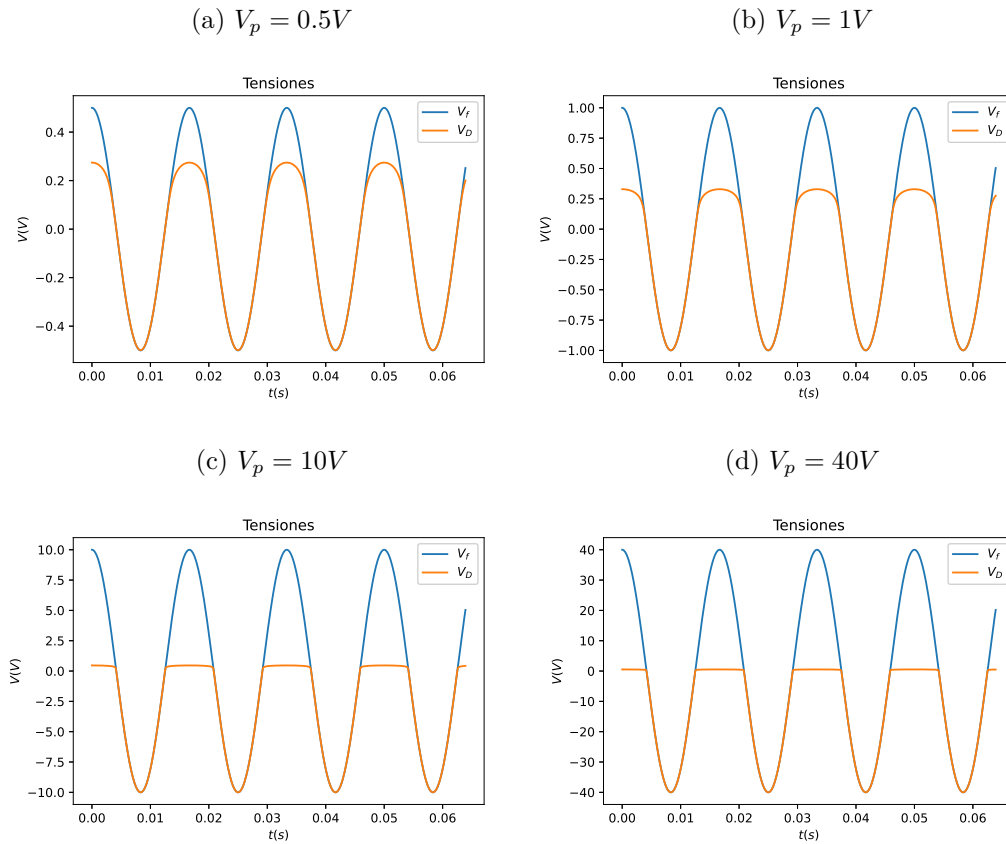 (a) V_p = 0.5V
Tensiones
V_f
V_D
0.4
0.2
0.0
−0.2
−0.4
V(V)
0.00 0.01 0.02 0.03 0.04 0.05 0.06
t(s)
(b) V_p = 1V
Tensiones
V_f
V_D
1.00
0.75
0.50
0.25
0.00
−0.25
−0.50
−0.75
−1.00
V(V)
0.00 0.01 0.02 0.03 0.04 0.05 0.06
t(s)
(c) V_p = 10V
Tensiones
V_f
V_D
10.0
7.5
5.0
2.5
0.0
−2.5
−5.0
−7.5
−10.0
V(V)
0.00 0.01 0.02 0.03 0.04 0.05 0.06
t(s)
(d) V_p = 40V
Tensiones
V_f
V_D
40
30
20
10
0
−10
−20
−30
−40
V(V)
0.00 0.01 0.02 0.03 0.04 0.05 0.06
t(s)